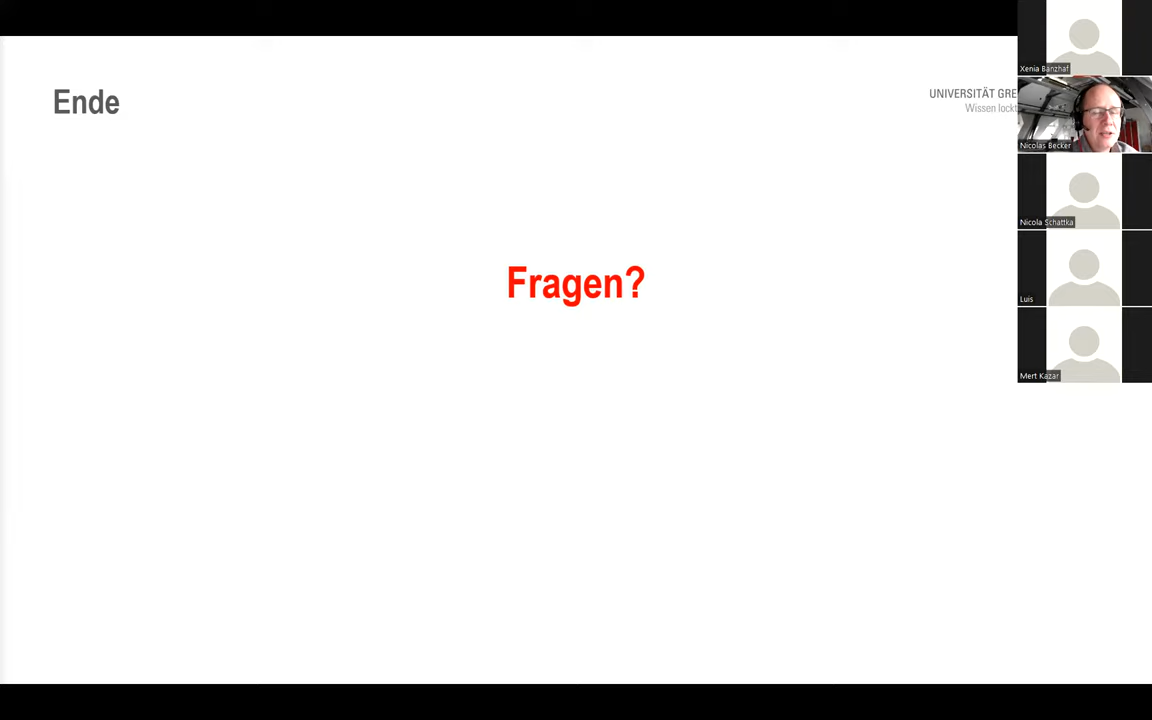 Ende
UNIVERSITÄT GRE
Wissen lockt
Fragen?
Xenia Banzhaf
Nicolas Becker
Nicola Schattka
Luis
Mert Kazar